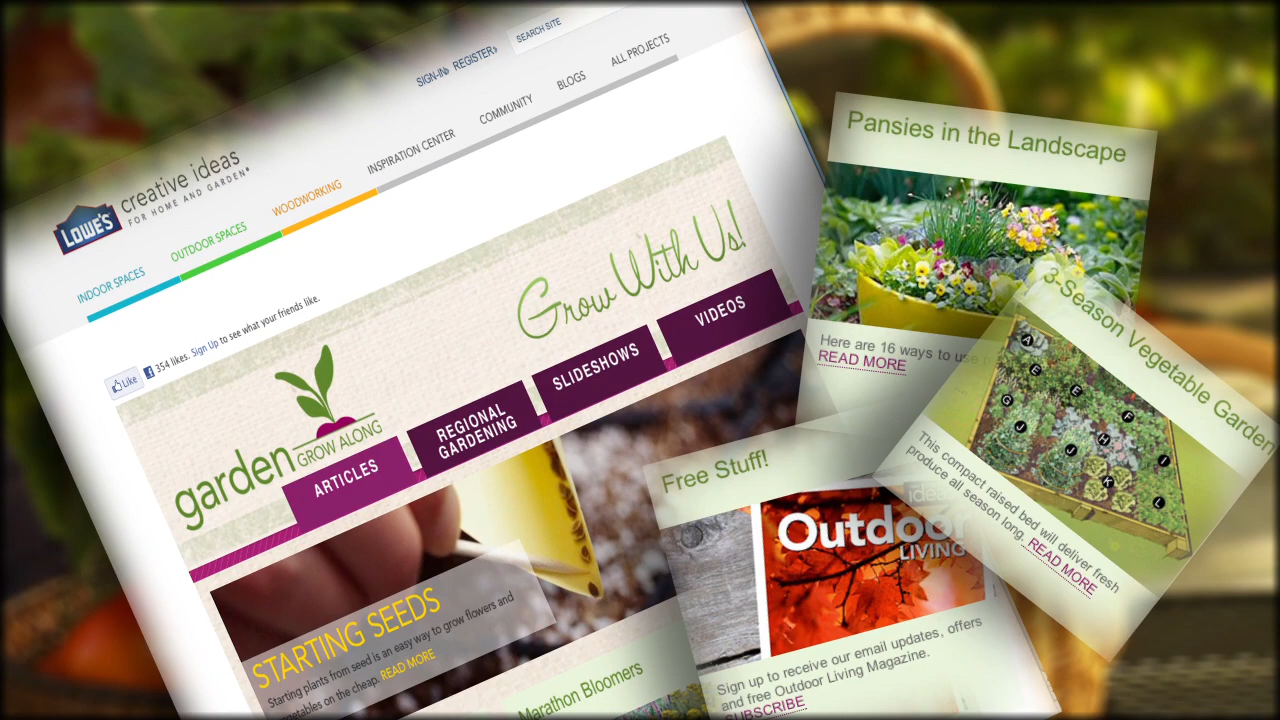 SIGN-IN
REGISTER
SEARCH SITE
LOWE'S
creative ideas
FOR HOME AND GARDEN
INDOOR SPACES
OUTDOOR SPACES
WOODWORKING
INSPIRATION CENTER
COMMUNITY
BLOGS
ALL PROJECTS
Like
354 likes. Sign Up to see what your friends like.
garden
GROW ALONG
Grow With Us!
ARTICLES
REGIONAL
GARDENING
SLIDESHOWS
VIDEOS
STARTING SEEDS
Starting plants from seed is an easy way to grow flowers and
vegetables on the cheap. READ MORE
Marathon Bloomers
Pansies in the Landscape
Here are 16 ways to use
READ MORE
3-Season Vegetable Garden
A
E
E
F
G
J
J
H
I
K
L
This compact raised bed will deliver fresh
produce all season long. READ MORE
Free Stuff!
ideas
Outdoor
LIVING
Sign up to receive our email updates, offers
and free Outdoor Living Magazine.
SUBSCRIBE